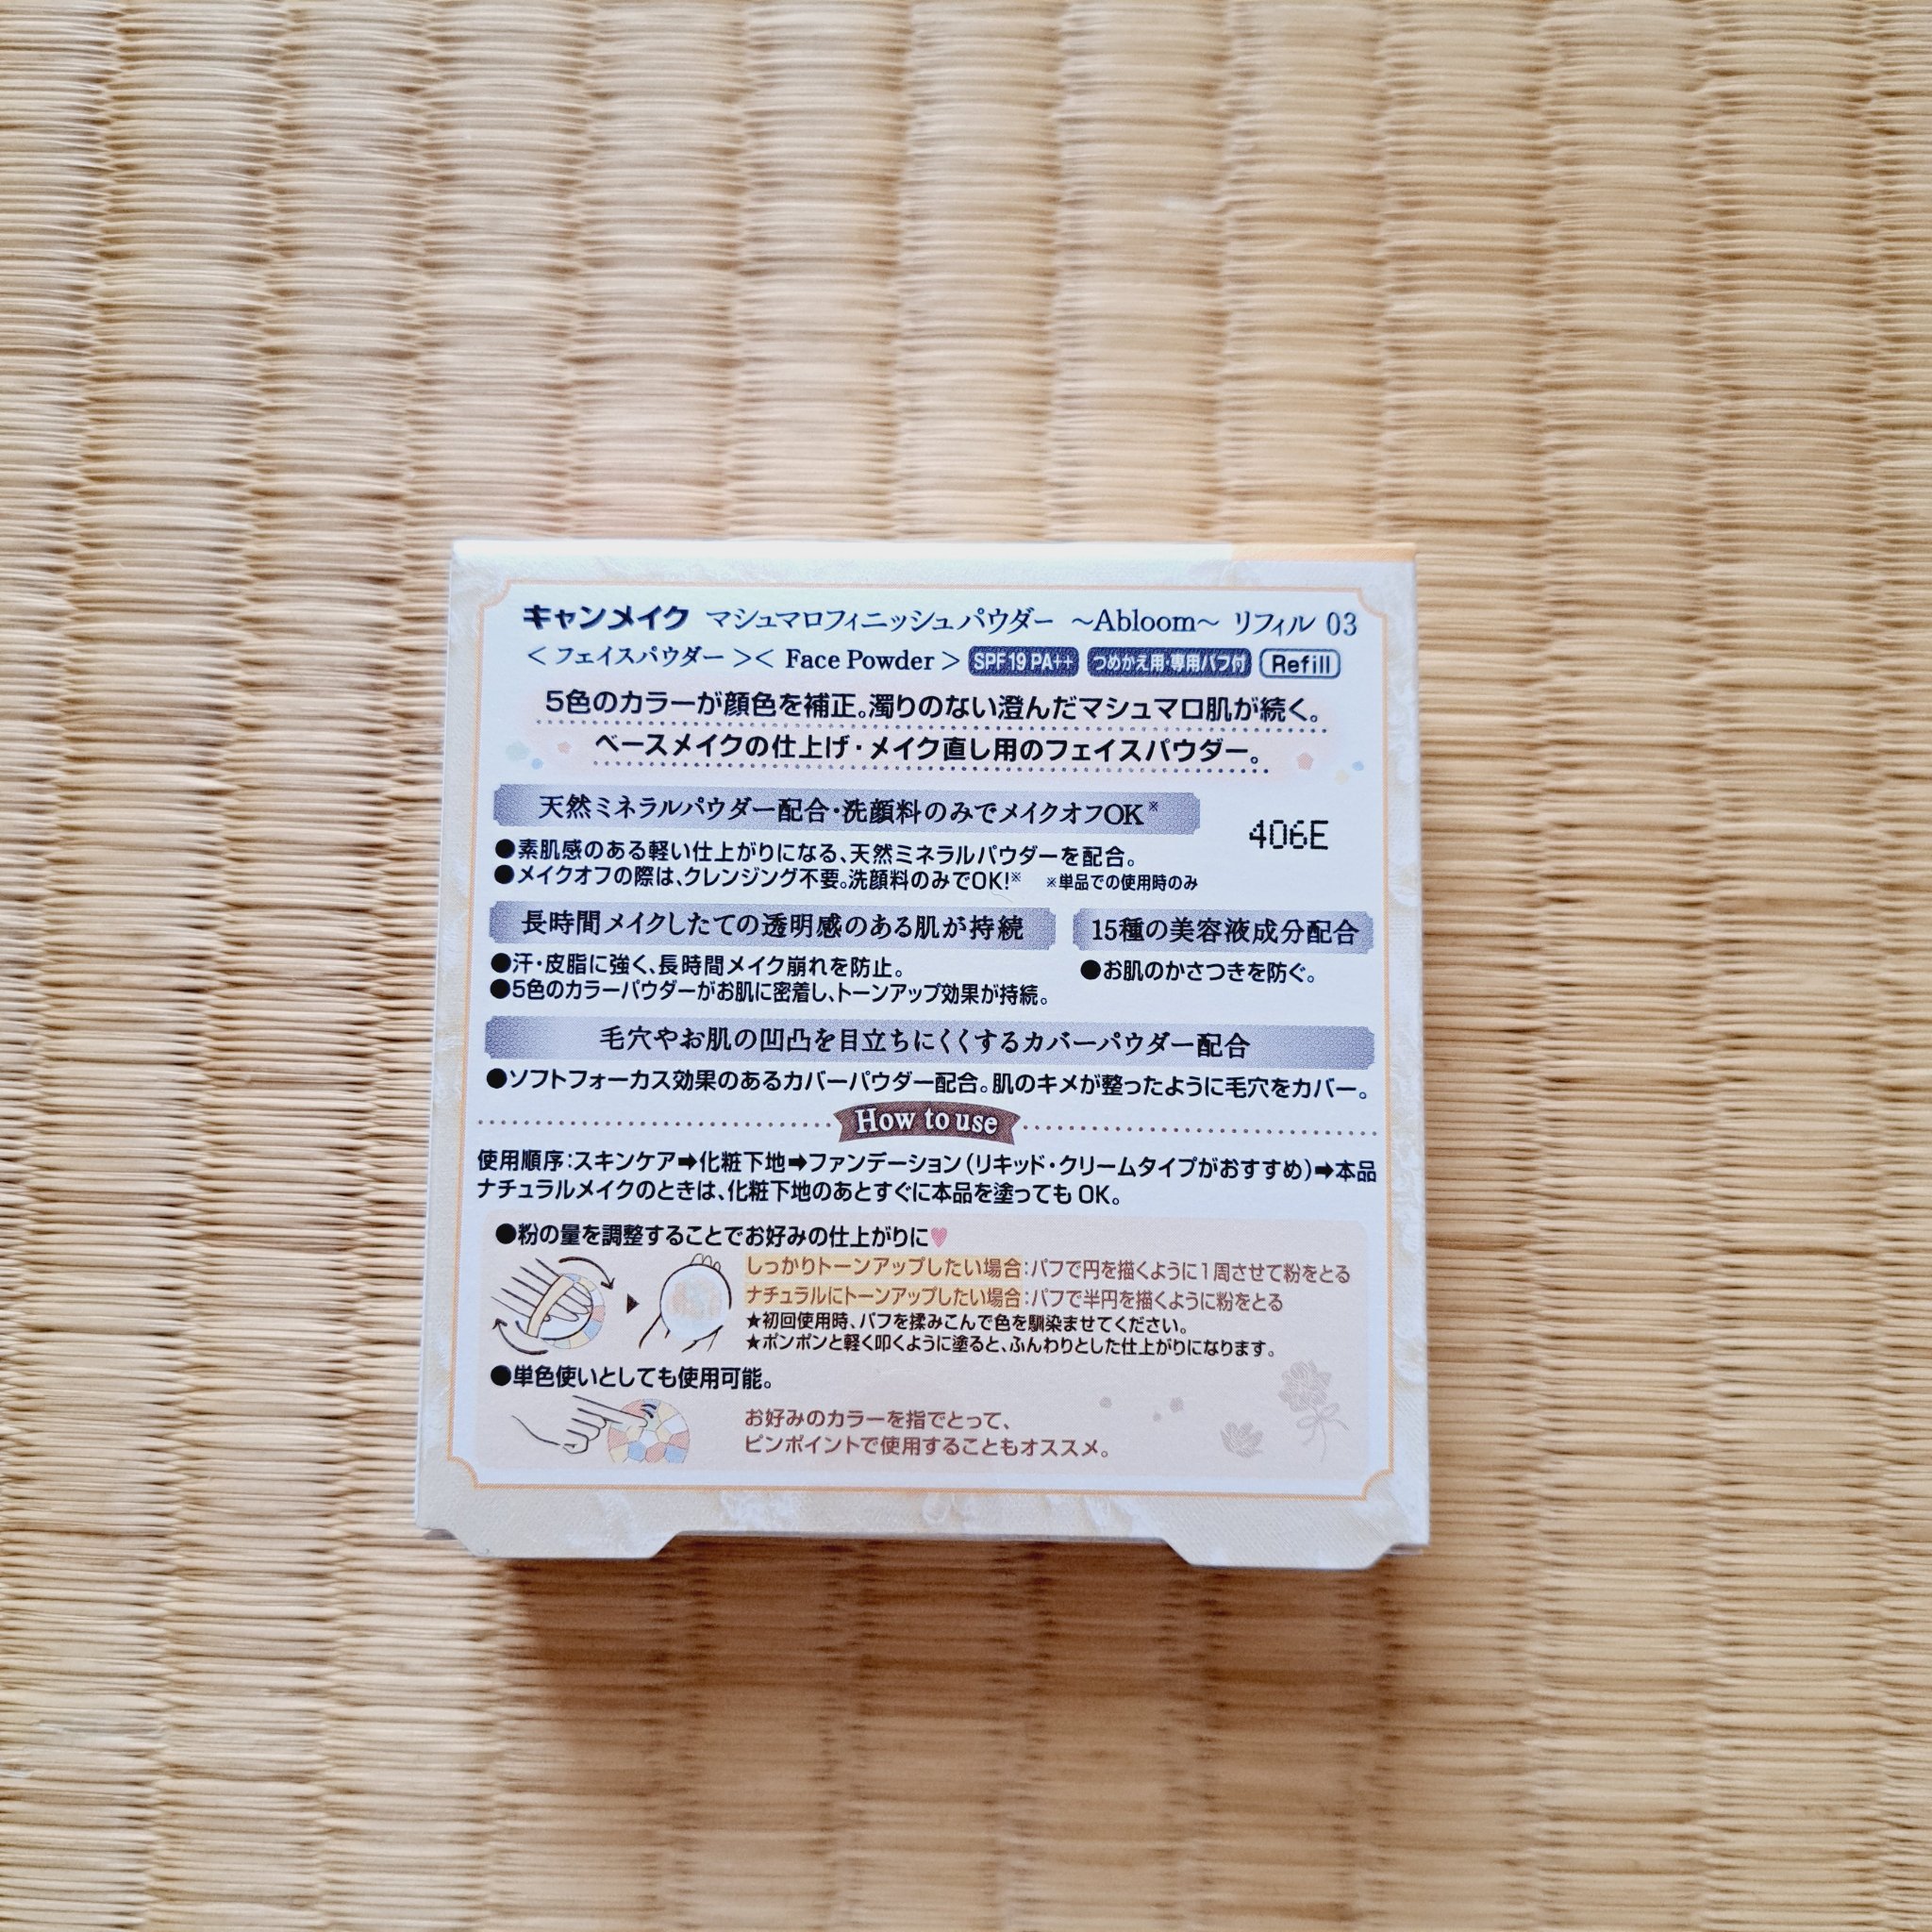 キャンメイク マシュマロフィニッシュパウダー ～Abloom～ リフィル 03
＜フェイスパウダー＞＜Face Powder＞ SPF19 PA++ つめかえ用・専用パフ付 Refill
5色のカラーが顔色を補正。濁りのない澄んだマシュマロ肌が続く。
ベースメイクの仕上げ・メイク直し用のフェイスパウダー。
天然ミネラルパウダー配合・洗顔料のみでメイクオフOK※
406E
●素肌感のある軽い仕上がりになる、天然ミネラルパウダーを配合。
●メイクオフの際は、クレンジング不要。洗顔料のみでOK!※ ※単品での使用時のみ
長時間メイクしたての透明感のある肌が持続
●汗・皮脂に強く、長時間メイク崩れを防止。
●5色のカラーパウダーがお肌に密着し、トーンアップ効果が持続。
15種の美容液成分配合
●お肌のかさつきを防ぐ。
毛穴やお肌の凹凸を目立ちにくくするカバーパウダー配合
●ソフトフォーカス効果のあるカバーパウダー配合。肌のキメが整ったように毛穴をカバー。
How to use
使用順序:スキンケア➡化粧下地➡ファンデーション(リキッド・クリームタイプがおすすめ)➡本品
ナチュラルメイクのときは、化粧下地のあとすぐに本品を塗っても OK。
●粉の量を調整することでお好みの仕上がりに♥
しっかりトーンアップしたい場合:パフで円を描くように1周させて粉をとる
ナチュラルにトーンアップしたい場合:パフで半円を描くように粉をとる
★初回使用時、パフを揉みこんで色を馴染ませてください。
★ポンポンと軽く叩くように塗ると、ふんわりとした仕上がりになります。
●単色使いとしても使用可能。
お好みのカラーを指でとって、
ピンポイントで使用することもオススメ。